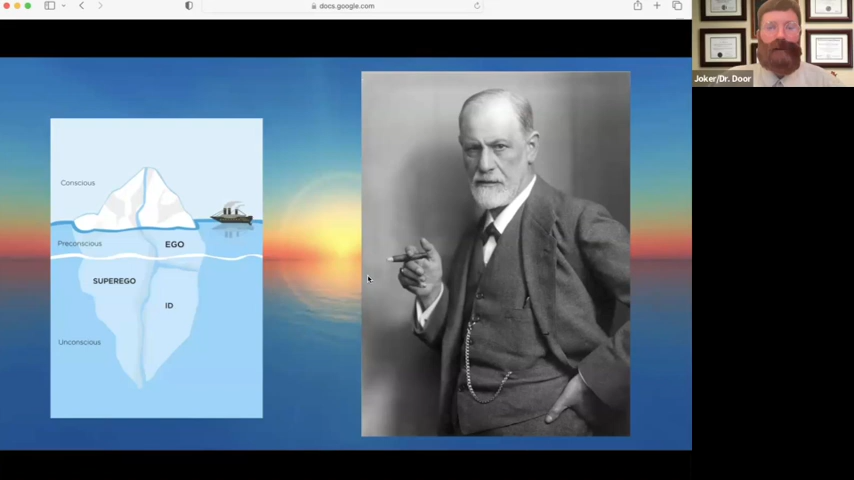 docs.google.com
Joker/Dr. Door
Conscious
Preconscious
EGO
SUPEREGO
ID
Unconscious